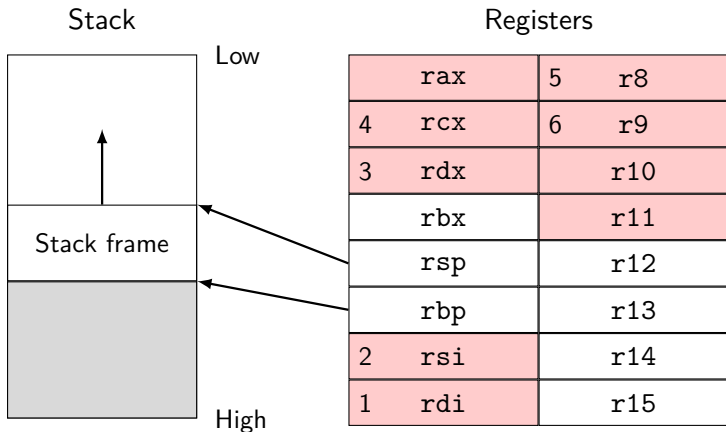 Stack
Registers
Low
rax
5 r8
4 rcx
6 r9
3 rdx
r10
rbx
r11
Stack frame
rsp
r12
rbp
r13
2 rsi
r14
1 rdi
r15
High